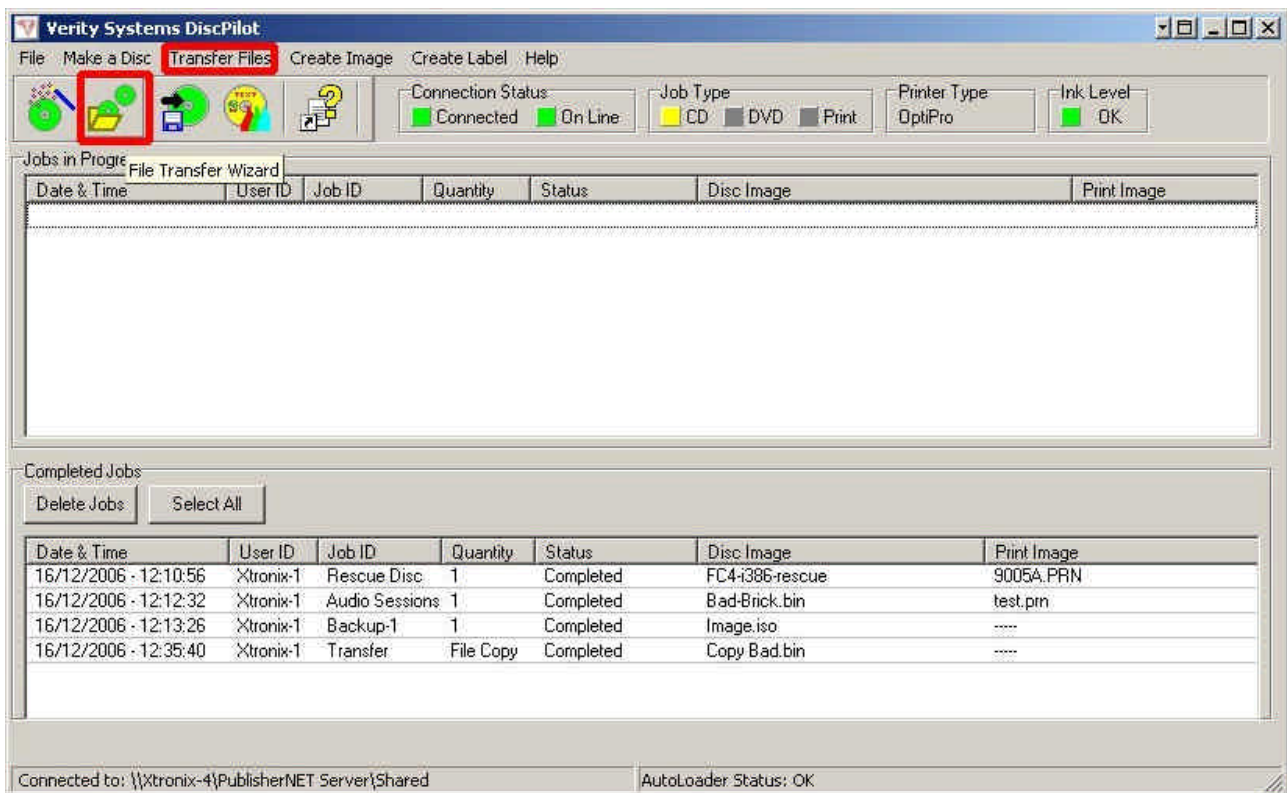 Verity Systems DiscPilot
File Make a Disc Transfer Files Create Image Create Label Help
Connection Status Job Type Printer Type Ink Level
TEXT
Connected On Line CD DVD Print OptiPro OK
Jobs in Progre
File Transfer Wizard
Date & Time User ID Job ID Quantity Status Disc Image Print Image
Completed Jobs
Delete Jobs Select All
Date & Time User ID Job ID Quantity Status Disc Image Print Image
16/12/2006 - 12:10:56 Xtronix-1 Rescue Disc 1 Completed FC4-i386-rescue 9005A.PRN
16/12/2006 - 12:12:32 Xtronix-1 Audio Sessions 1 Completed Bad-Brick.bin test.prn
16/12/2006 - 12:13:26 Xtronix-1 Backup-1 1 Completed Image.iso -----
16/12/2006 - 12:35:40 Xtronix-1 Transfer File Copy Completed Copy Bad.bin -----
Connected to: \\Xtronix-4\PublisherNET Server\Shared AutoLoader Status: OK